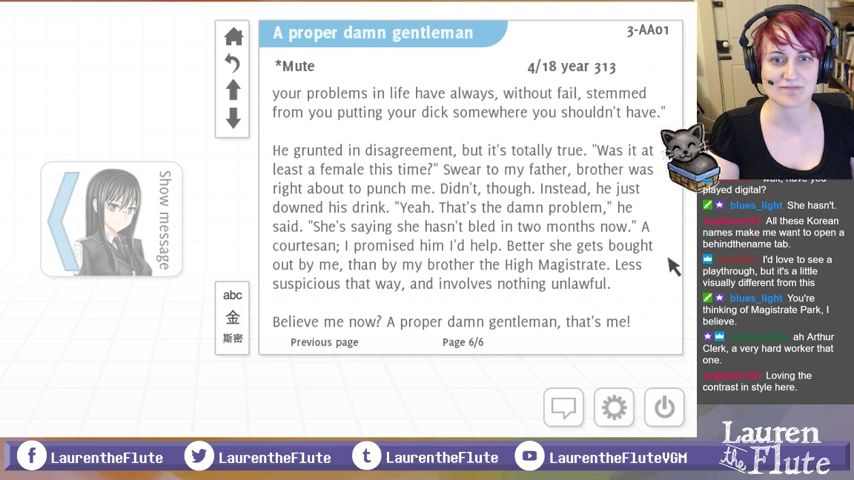 A proper damn gentleman
3-AA01
*Mute
4/18 year 313
your problems in life have always, without fail, stemmed
from you putting your dick somewhere you shouldn't have."
He grunted in disagreement, but it's totally true. "Was it at
least a female this time?" Swear to my father, brother was
right about to punch me. Didn't, though. Instead, he just
downed his drink. "Yeah. That's the damn problem," he
said. "She's saying she hasn't bled in two months now." A
courtesan; I promised him I'd help. Better she gets bought
out by me, than by my brother the High Magistrate. Less
suspicious that way, and involves nothing unlawful.
Believe me now? A proper damn gentleman, that's me!
Previous page
Page 6/6
Show message
abc
金
斯密
played digital?
blues_light She hasn't.
All these Korean
names make me want to open a
behindthename tab.
I'd love to see a
playthrough, but it's a little
visually different from this
blues_light You're
thinking of Magistrate Park, I
believe.
ah Arthur
Clerk, a very hard worker that
one.
Loving the
contrast in style here.
LaurentheFlute
LaurentheFlute
LaurentheFlute
LaurentheFluteVGM
Lauren
the Flute